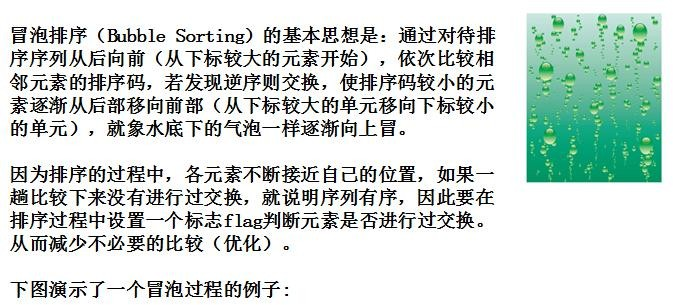 冒泡排序（Bubble Sorting）的基本思想是：通过对待排
序序列从后向前（从下标较大的元素开始），依次比较相
邻元素的排序码，若发现逆序则交换，使排序码较小的元
素逐渐从后部移向前部（从下标较大的单元移向下标较小
的单元），就象水底下的气泡一样逐渐向上冒。
因为排序的过程中，各元素不断接近自己的位置，如果一
趟比较下来没有进行过交换，就说明序列有序，因此要在
排序过程中设置一个标志flag判断元素是否进行过交换。
从而减少不必要的比较（优化）。
下图演示了一个冒泡过程的例子：